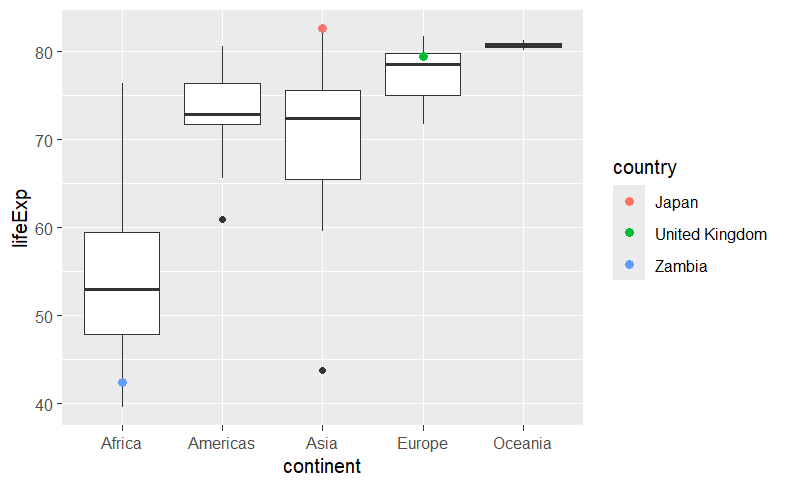 lifeExp
80
70
60
50
40
Africa Americas Asia Europe Oceania
continent
country
Japan
United Kingdom
Zambia